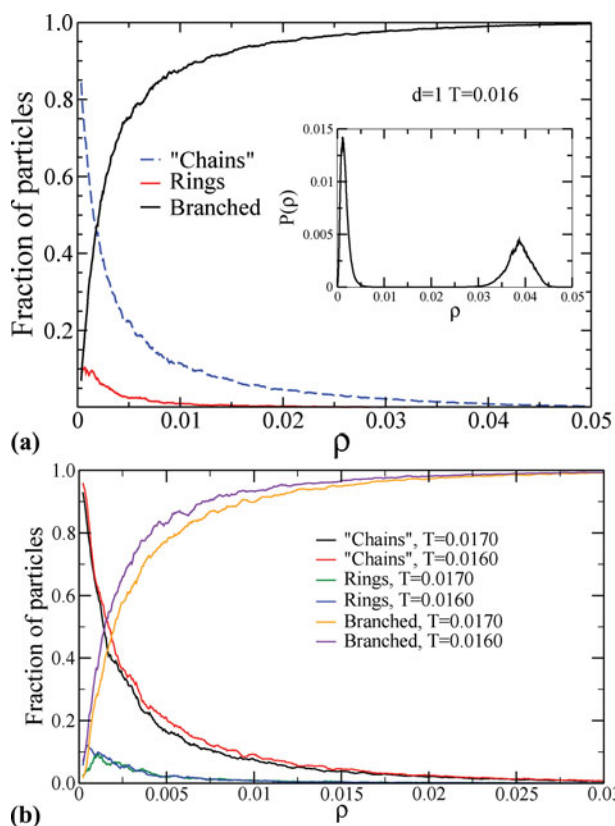 1.0
0.8
0.6
0.4
0.2
Fraction of particles
"Chains"
Rings
Branched
d=1 T=0.016
0.015
0.01
0.005
0
P(ρ)
0 0.01 0.02 0.03 0.04 0.05
ρ
0 0.01 0.02 0.03 0.04 0.05
(a) ρ
1.0
0.8
0.6
0.4
0.2
0.0
Fraction of particles
"Chains", T=0.0170
"Chains", T=0.0160
Rings, T=0.0170
Rings, T=0.0160
Branched, T=0.0170
Branched, T=0.0160
0 0.005 0.01 0.015 0.02 0.025 0.03
(b) ρ